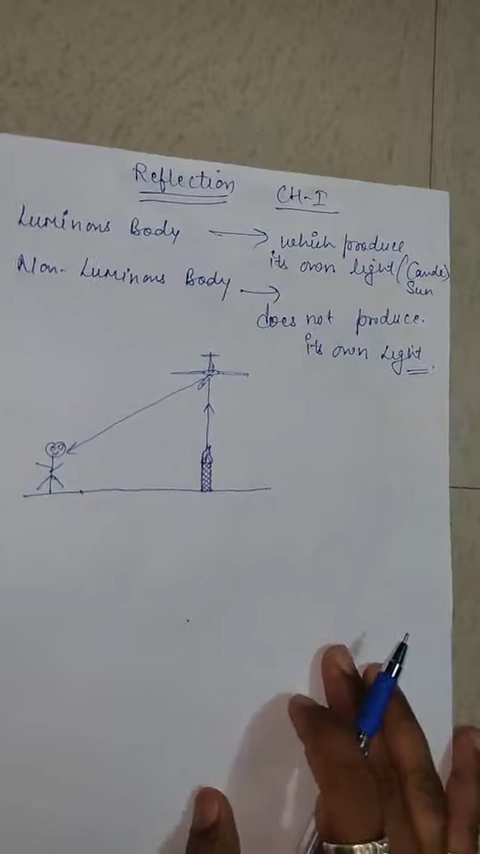 Reflection CH-I
Luminous Body → which produce
its own light (Candle)
Sun
Non-Luminous Body →
does not produce.
its own light.